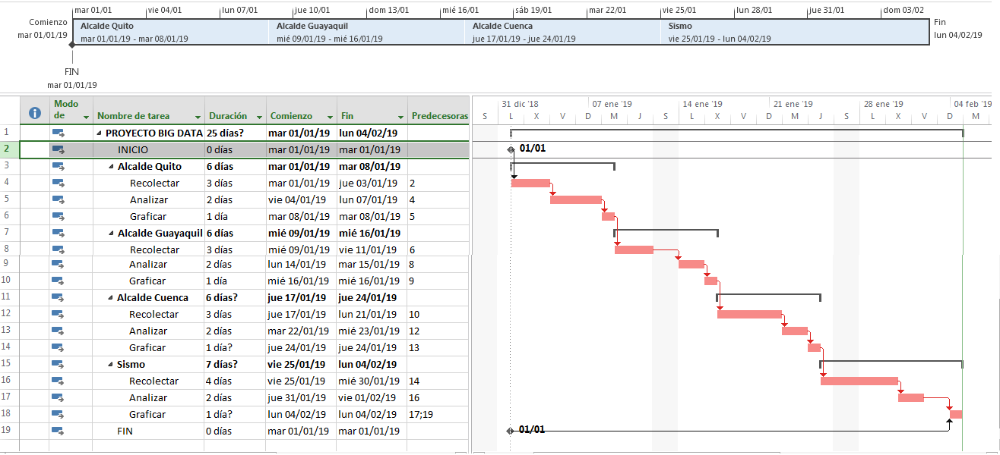 mar 01/01 vie 04/01 lun 07/01 jue 10/01 dom 13/01 mié 16/01 sáb 19/01 mar 22/01 vie 25/01 lun 28/01 jue 31/01 dom 03/02
Comienzo
mar 01/01/19
Alcalde Quito
mar 01/01/19 - mar 08/01/19
Alcalde Guayaquil
mié 09/01/19 - mié 16/01/19
Alcalde Cuenca
jue 17/01/19 - jue 24/01/19
Sismo
vie 25/01/19 - lun 04/02/19
Fin
lun 04/02/19
FIN
mar 01/01/19
Modo de Nombre de tarea Duración Comienzo Fin Predecesoras
1 PROYECTO BIG DATA 25 días? mar 01/01/19 lun 04/02/19
2 INICIO 0 días mar 01/01/19 mar 01/01/19
3 Alcalde Quito 6 días mar 01/01/19 mar 08/01/19
4 Recolectar 3 días mar 01/01/19 jue 03/01/19 2
5 Analizar 2 días vie 04/01/19 lun 07/01/19 4
6 Graficar 1 día mar 08/01/19 mar 08/01/19 5
7 Alcalde Guayaquil 6 días mié 09/01/19 mié 16/01/19
8 Recolectar 3 días mié 09/01/19 vie 11/01/19 6
9 Analizar 2 días lun 14/01/19 mar 15/01/19 8
10 Graficar 1 día mié 16/01/19 mié 16/01/19 9
11 Alcalde Cuenca 6 días? jue 17/01/19 jue 24/01/19
12 Recolectar 3 días jue 17/01/19 lun 21/01/19 10
13 Analizar 2 días mar 22/01/19 mié 23/01/19 12
14 Graficar 1 día? jue 24/01/19 jue 24/01/19 13
15 Sismo 7 días? vie 25/01/19 lun 04/02/19
16 Recolectar 4 días vie 25/01/19 mié 30/01/19 14
17 Analizar 2 días jue 31/01/19 vie 01/02/19 16
18 Graficar 1 día? lun 04/02/19 lun 04/02/19 17;19
19 FIN 0 días mar 01/01/19 mar 01/01/19
31 dic '18 07 ene '19 14 ene '19 21 ene '19 28 ene '19 04 feb '19
S L X V D M J S L X V D M J S L X V D M
01/01
01/01